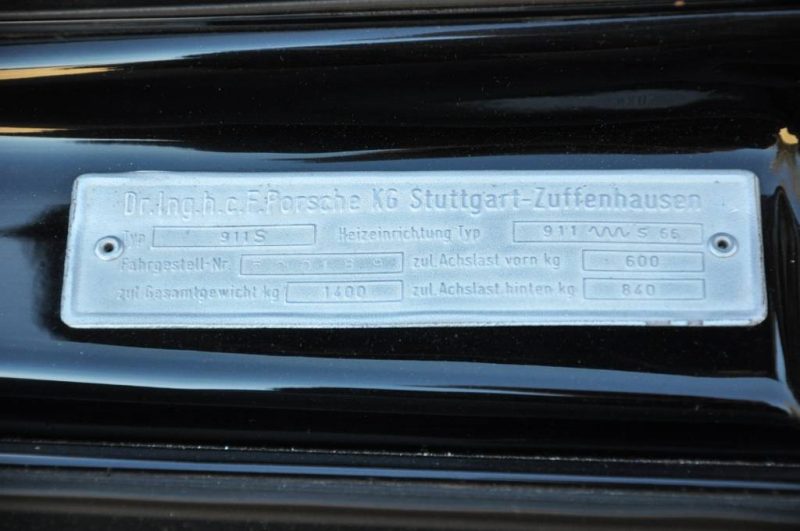 Dr.Ing.h.c.F.Porsche KG Stuttgart-Zuffenhausen
Typ 911S Heizeinrichtung Typ 911 S 66
Fahrgestell-Nr. zul. Achslast vorn kg 600
zul. Gesamtgewicht kg 1400 zul. Achslast hinten kg 840